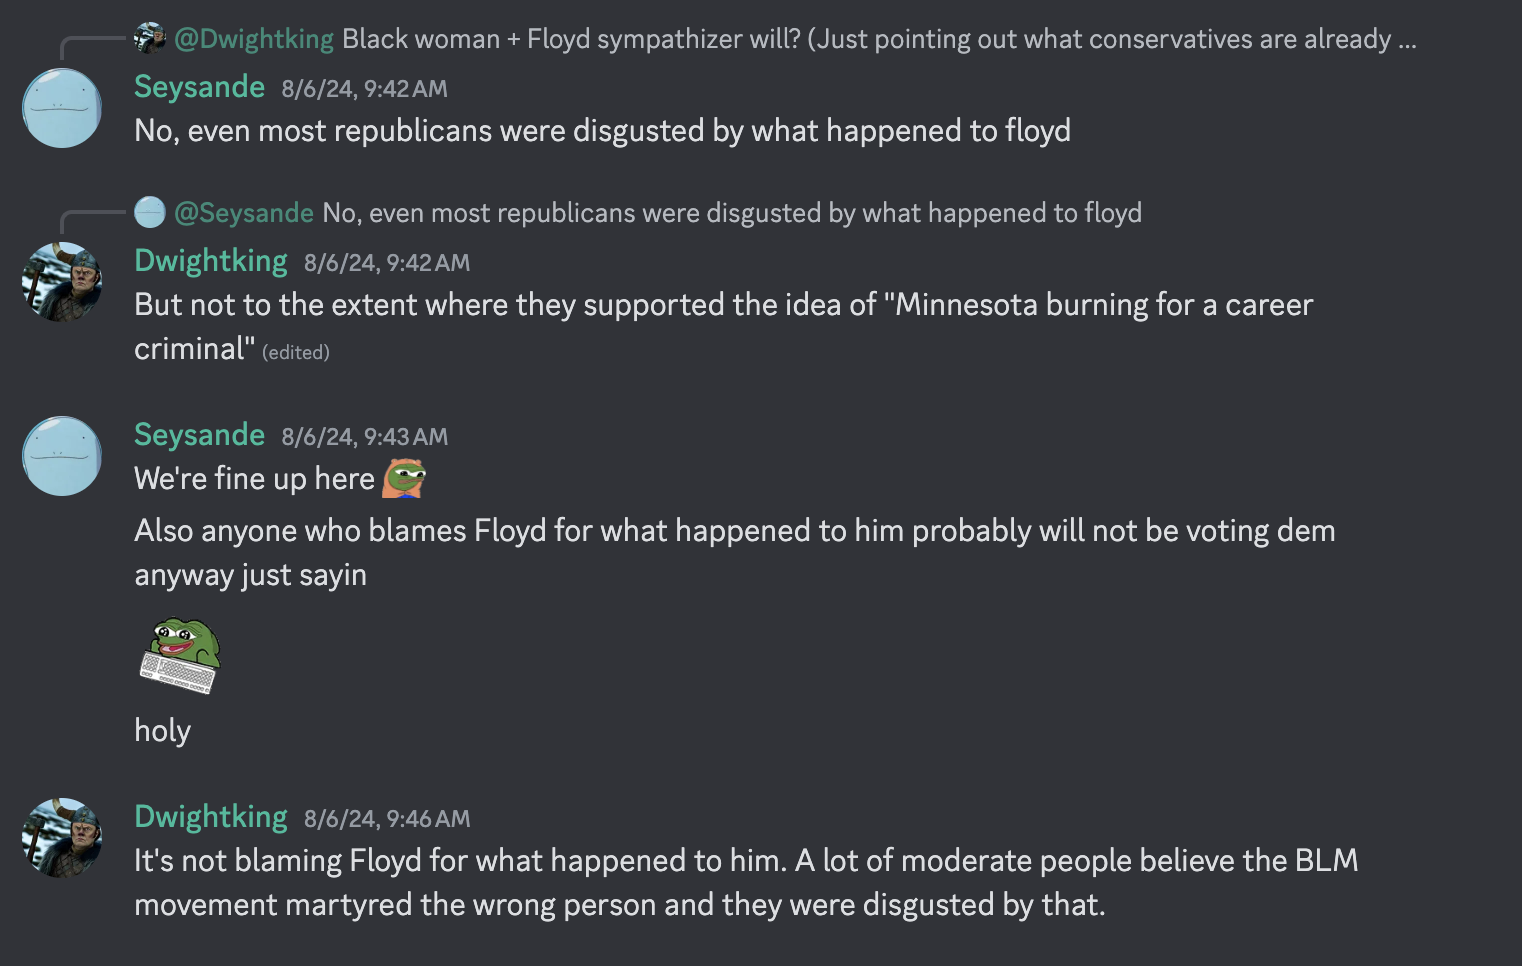 @Dwightking Black woman + Floyd sympathizer will? (Just pointing out what conservatives are already ...
Seysande 8/6/24, 9:42 AM
No, even most republicans were disgusted by what happened to floyd
@Seysande No, even most republicans were disgusted by what happened to floyd
Dwightking 8/6/24, 9:42 AM
But not to the extent where they supported the idea of "Minnesota burning for a career
criminal" (edited)
Seysande 8/6/24, 9:43 AM
We're fine up here
Also anyone who blames Floyd for what happened to him probably will not be voting dem
anyway just sayin
holy
Dwightking 8/6/24, 9:46 AM
It's not blaming Floyd for what happened to him. A lot of moderate people believe the BLM
movement martyred the wrong person and they were disgusted by that.